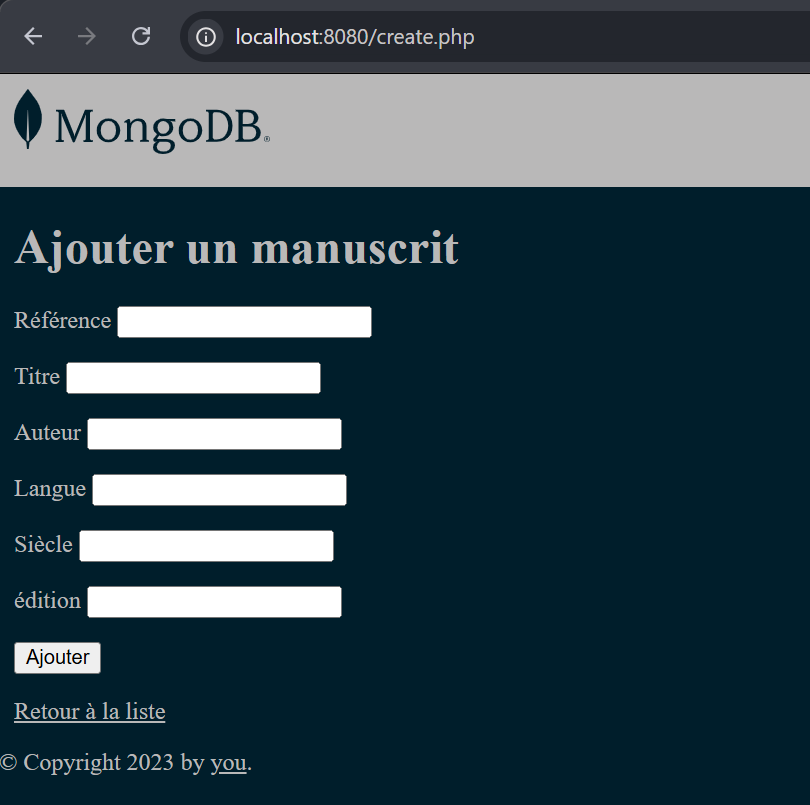 localhost:8080/create.php
MongoDB®
Ajouter un manuscrit
Référence
Titre
Auteur
Langue
Siècle
édition
Ajouter
Retour à la liste
© Copyright 2023 by you.